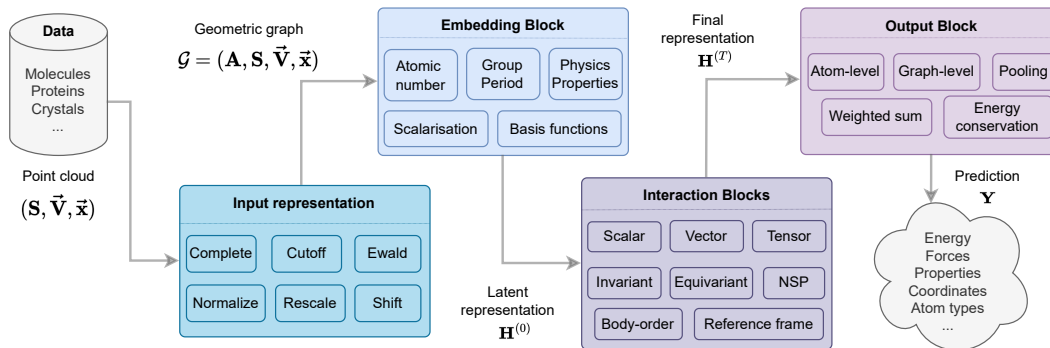 Data
Molecules
Proteins
Crystals
...
Point cloud
(S, V⃗, x⃗)
Input representation
Complete
Cutoff
Ewald
Normalize
Rescale
Shift
Geometric graph
𝒢 = (A, S, V⃗, x⃗)
Embedding Block
Atomic
number
Group
Period
Physics
Properties
Scalarisation
Basis functions
Latent
representation
H⁽⁰⁾
Interaction Blocks
Scalar
Vector
Tensor
Invariant
Equivariant
NSP
Body-order
Reference frame
Final
representation
H⁽ᵀ⁾
Output Block
Atom-level
Graph-level
Pooling
Weighted sum
Energy
conservation
Prediction
Y
Energy
Forces
Properties
Coordinates
Atom types
...